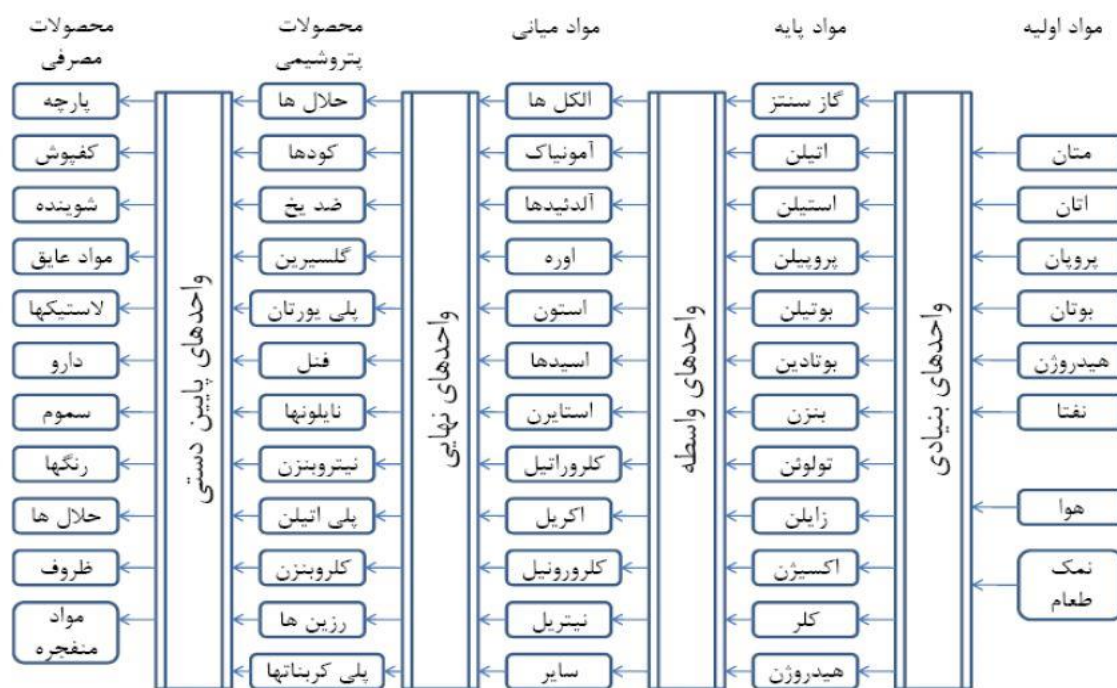 مواد اولیه
مواد پایه
مواد میانی
محصولات
پتروشیمی
محصولات
مصرفی
متان
اتان
پروپان
بوتان
هیدروژن
نفتا
هوا
نمک
طعام
واحدهای بنیادی
گاز سنتز
اتیلن
استیلن
پروپیلن
بوتیلن
بوتادین
بنزن
تولوئن
زایلن
اکسیژن
کلر
هیدروژن
واحدهای واسطه
الکل ها
آمونیاک
آلدئیدها
اوره
استون
اسیدها
استایرن
کلروراتیل
اکریل
کلرورونیل
نیتریل
سایر
واحدهای نهایی
حلال ها
کودها
ضد یخ
گلسیرین
پلی یورتان
فنل
نایلونها
نیتروبنزن
پلی اتیلن
کلروبنزن
رزین ها
پلی کربناتها
واحدهای پایین دستی
پارچه
کفپوش
شوینده
مواد عایق
لاستیکها
دارو
سموم
رنگها
حلال ها
ظروف
مواد
منفجره